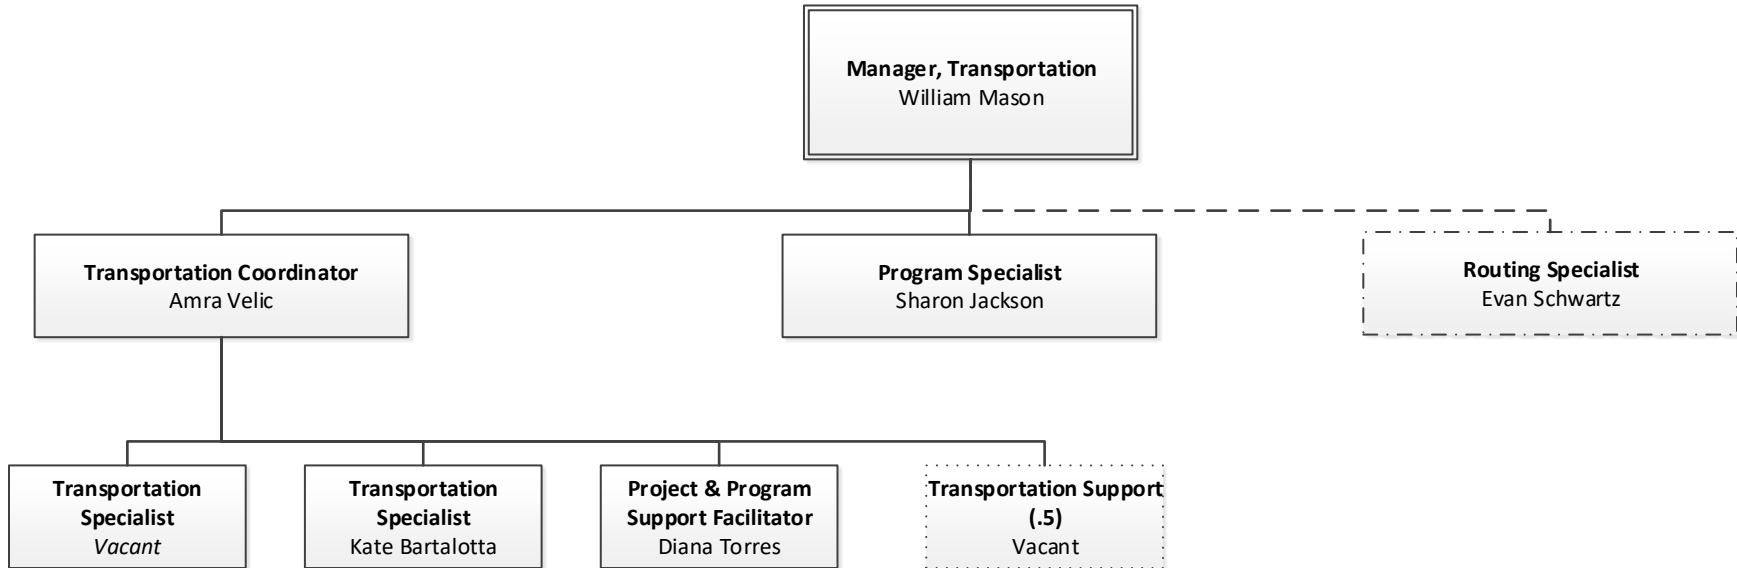 Manager, Transportation
William Mason
Transportation Coordinator
Amra Velic
Program Specialist
Sharon Jackson
Routing Specialist
Evan Schwartz
Transportation
Specialist
Vacant
Transportation
Specialist
Kate Bartalotta
Project & Program
Support Facilitator
Diana Torres
Transportation Support
(.5)
Vacant